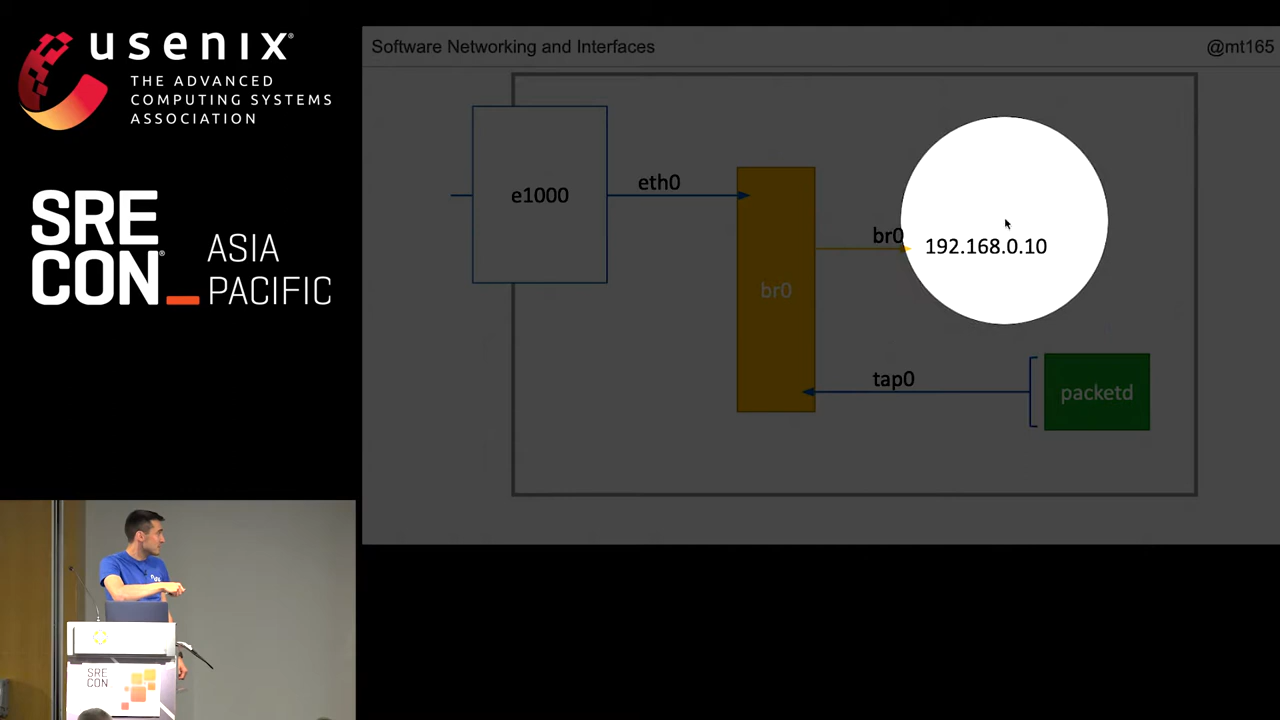 usenix
THE ADVANCED
COMPUTING SYSTEMS
ASSOCIATION
SRE
CON
ASIA
PACIFIC
Software Networking and Interfaces
@mt165
e1000
eth0
br0
br0
192.168.0.10
tap0
packetd
SRE
CON